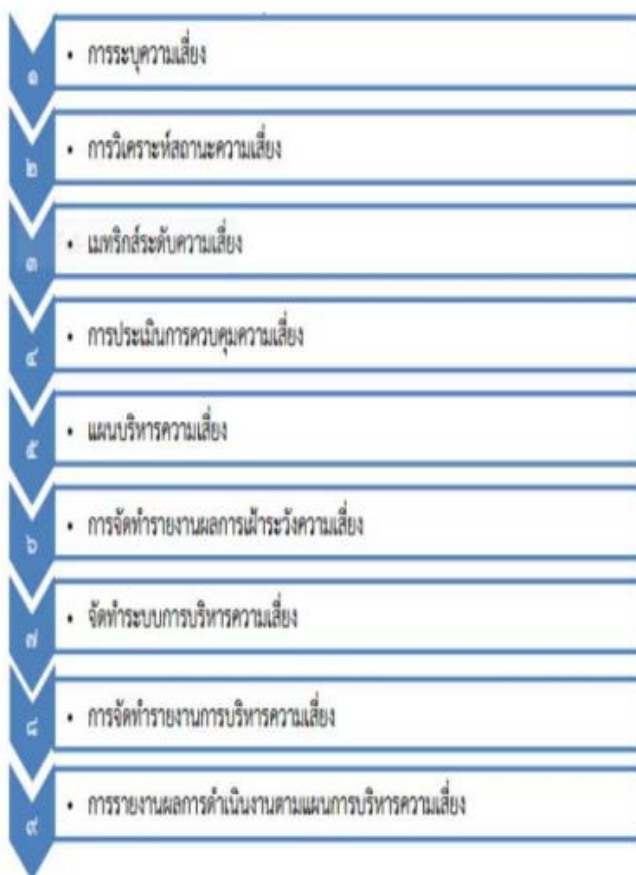 ๑
• การระบุความเสี่ยง
๒
• การวิเคราะห์สถานะความเสี่ยง
๓
• เมทริกส์ระดับความเสี่ยง
๔
• การประเมินการควบคุมความเสี่ยง
๕
• แผนบริหารความเสี่ยง
๖
• การจัดทำรายงานผลการเฝ้าระวังความเสี่ยง
๗
• จัดทำระบบการบริหารความเสี่ยง
๘
• การจัดทำรายงานการบริหารความเสี่ยง
๙
• การรายงานผลการดำเนินงานตามแผนการบริหารความเสี่ยง